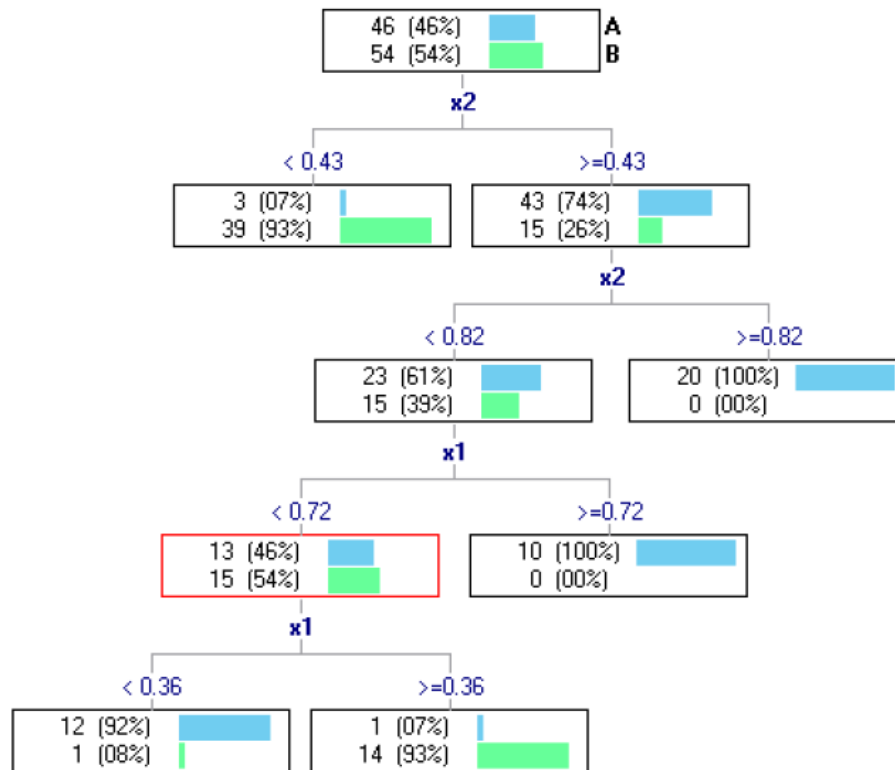 46 (46%) A
54 (54%) B
x2
< 0.43 >=0.43
3 (07%) 43 (74%)
39 (93%) 15 (26%)
x2
< 0.82 >=0.82
23 (61%) 20 (100%)
15 (39%) 0 (00%)
x1
< 0.72 >=0.72
13 (46%) 10 (100%)
15 (54%) 0 (00%)
x1
< 0.36 >=0.36
12 (92%) 1 (07%)
1 (08%) 14 (93%)